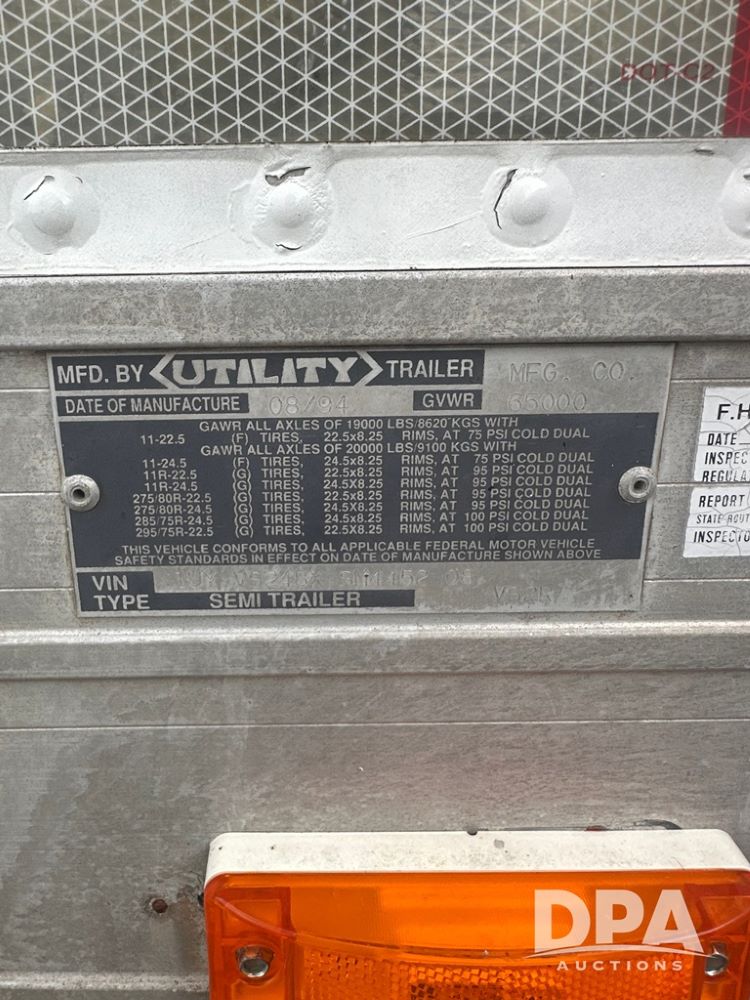 DOT-C2
MFD. BY UTILITY TRAILER MFG. CO.
DATE OF MANUFACTURE 08/94 GVWR 65000
GAWR ALL AXLES OF 19000 LBS/8620 KGS WITH
11-22.5 (F) TIRES, 22.5x8.25 RIMS, AT 75 PSI COLD DUAL
GAWR ALL AXLES OF 20000 LBS/9100 KGS WITH
11-24.5 (F) TIRES, 24.5x8.25 RIMS, AT 75 PSI COLD DUAL
11R-22.5 (G) TIRES, 22.5x8.25 RIMS, AT 95 PSI COLD DUAL
11R-24.5 (G) TIRES, 24.5x8.25 RIMS, AT 95 PSI COLD DUAL
275/80R-22.5 (G) TIRES, 22.5x8.25 RIMS, AT 95 PSI COLD DUAL
275/80R-24.5 (G) TIRES, 24.5x8.25 RIMS, AT 95 PSI COLD DUAL
285/75R-24.5 (G) TIRES, 24.5x8.25 RIMS, AT 100 PSI COLD DUAL
295/75R-22.5 (G) TIRES, 22.5x8.25 RIMS, AT 100 PSI COLD DUAL
THIS VEHICLE CONFORMS TO ALL APPLICABLE FEDERAL MOTOR VEHICLE
SAFETY STANDARDS IN EFFECT ON DATE OF MANUFACTURE SHOWN ABOVE
VIN
TYPE SEMI TRAILER
F.H
DATE
INSPEC
REGULA
REPORT
STATE ROUT
INSPECTO
DPA
AUCTIONS